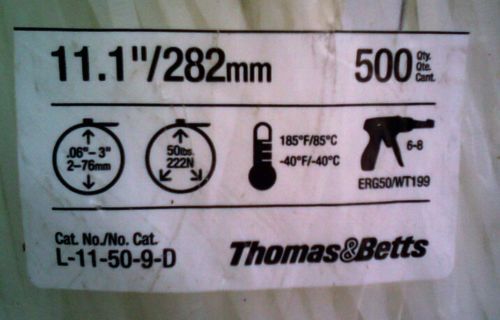 11.1"/282mm
500 Qty. Qte. Cant.
.06"-3"
2-76mm
50lbs.
222N
185°F/85°C
-40°F/-40°C
6-8
ERG50/WT199
Cat. No./No. Cat.
L-11-50-9-D
Thomas&Betts